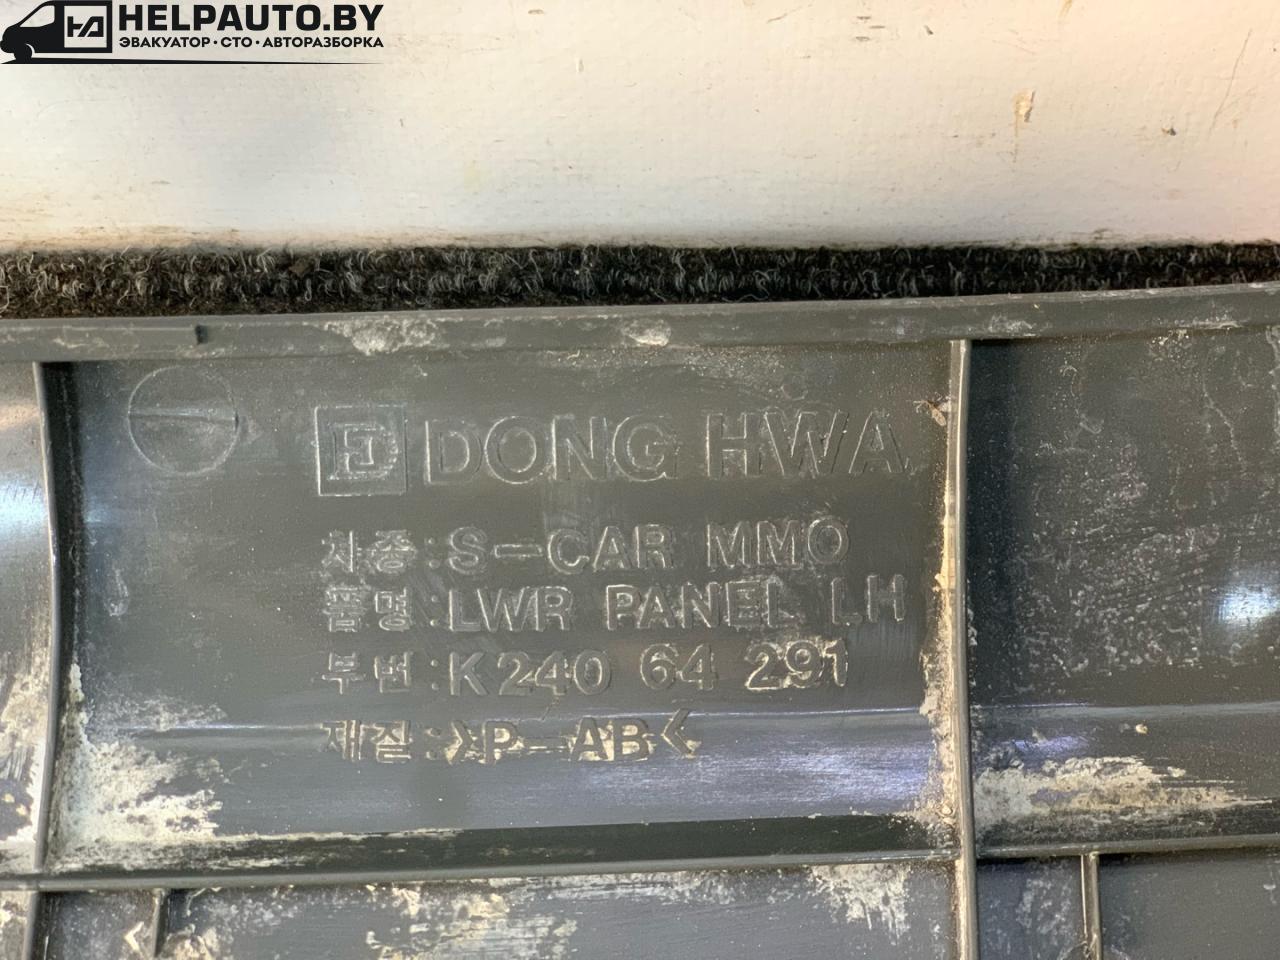 HELPAUTO.BY
ЭВАКУАТОР·СТО·АВТОРАЗБОРКА
DONG HWA
차종:S-CAR MMO
품명:LWR PANEL LH
부번:K240 64 291
재질:>P-AB<